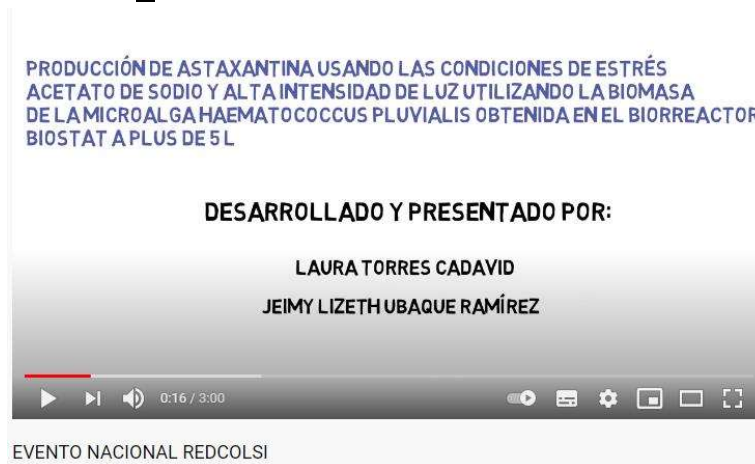 PRODUCCIÓN DE ASTAXANTINA USANDO LAS CONDICIONES DE ESTRÉS
ACETATO DE SODIO Y ALTA INTENSIDAD DE LUZ UTILIZANDO LA BIOMASA
DE LA MICROALGA HAEMATOCOCCUS PLUVIALIS OBTENIDA EN EL BIORREACTOR
BIOSTAT A PLUS DE 5 L
DESARROLLADO Y PRESENTADO POR:
LAURA TORRES CADAVID
JEIMY LIZETH UBAQUE RAMÍREZ
0:16 / 3:00
EVENTO NACIONAL REDCOLSI